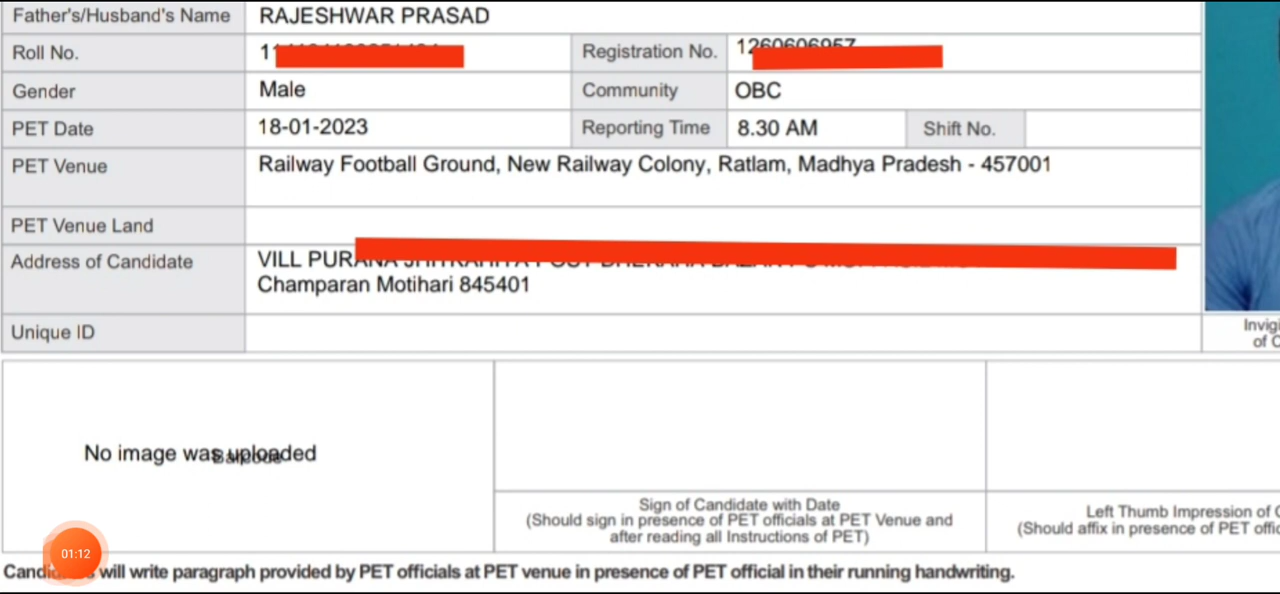 Father's/Husband's Name RAJESHWAR PRASAD
Roll No. Registration No.
Gender Male Community OBC
PET Date 18-01-2023 Reporting Time 8.30 AM Shift No.
PET Venue Railway Football Ground, New Railway Colony, Ratlam, Madhya Pradesh - 457001
PET Venue Land
Address of Candidate VILL
Champaran Motihari 845401
Unique ID
No image was uploaded
Barcode
Sign of Candidate with Date
(Should sign in presence of PET officials at PET Venue and
after reading all Instructions of PET)
Left Thumb Impression of
(Should affix in presence of PET
01:12
will write paragraph provided by PET officials at PET venue in presence of PET official in their running handwriting.